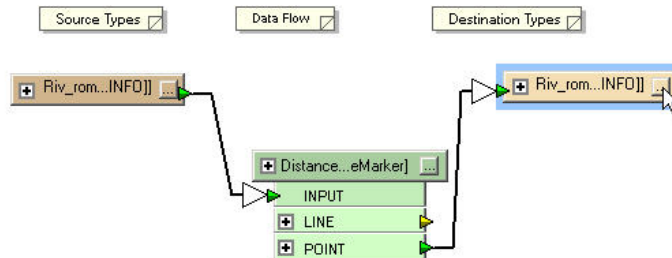 Source Types
Data Flow
Destination Types
Riv_rom...INFO]] ...
Riv_rom...INFO]] ...
Distance...eMarker] ...
INPUT
LINE
POINT